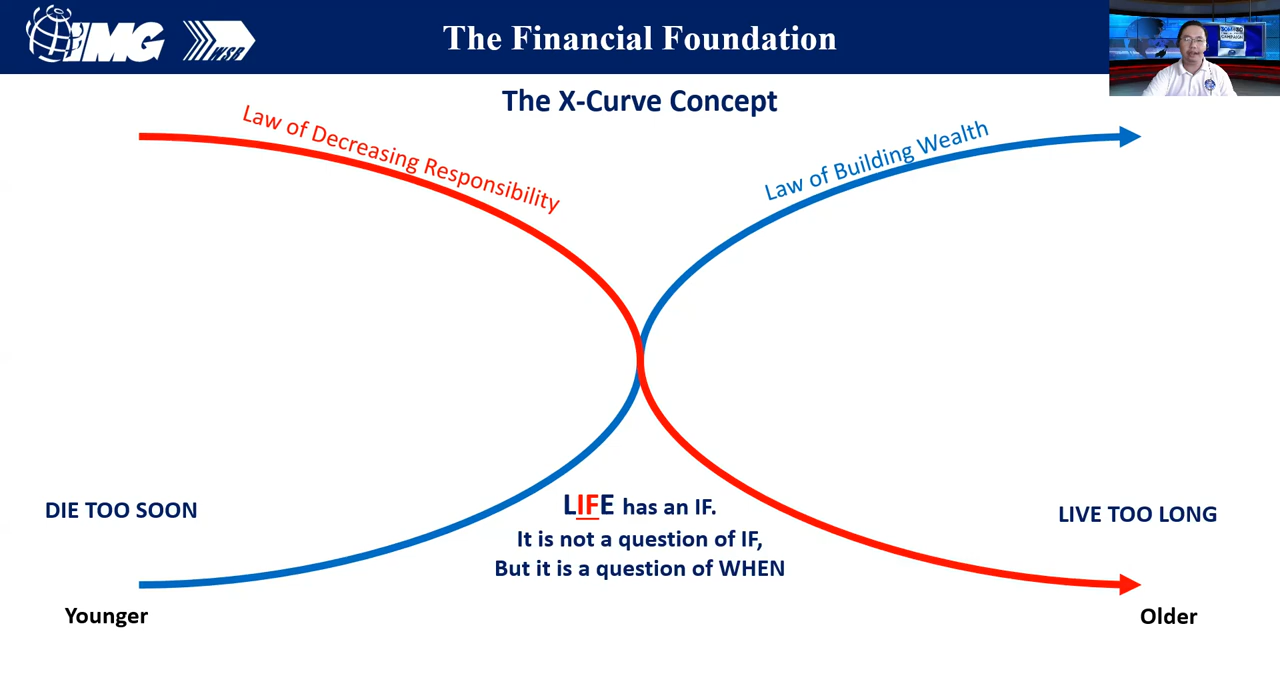 IMG
WSB
The Financial Foundation
The X-Curve Concept
Law of Decreasing Responsibility
Law of Building Wealth
DIE TOO SOON
LIFE has an IF.
It is not a question of IF,
But it is a question of WHEN
LIVE TOO LONG
Younger
Older